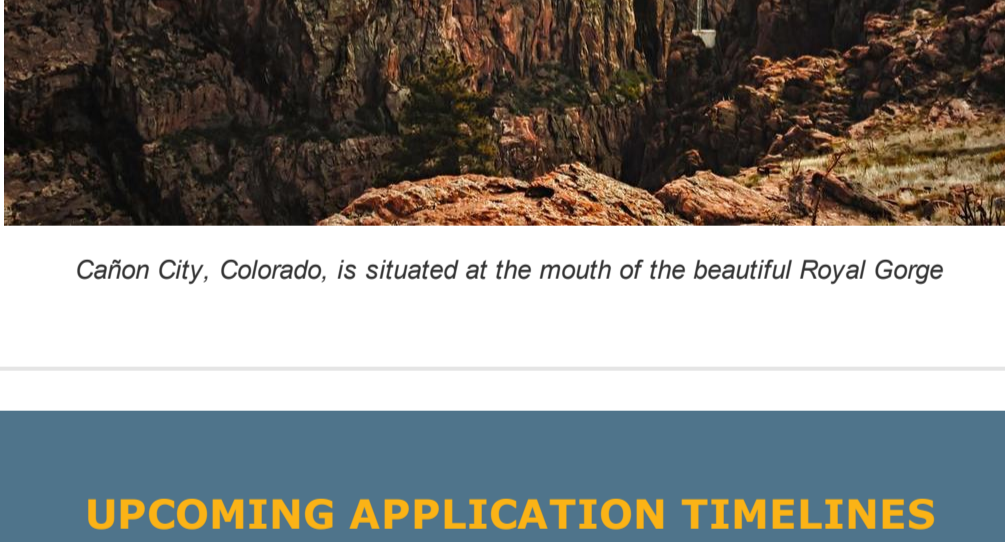 Cañon City, Colorado, is situated at the mouth of the beautiful Royal Gorge
UPCOMING APPLICATION TIMELINES